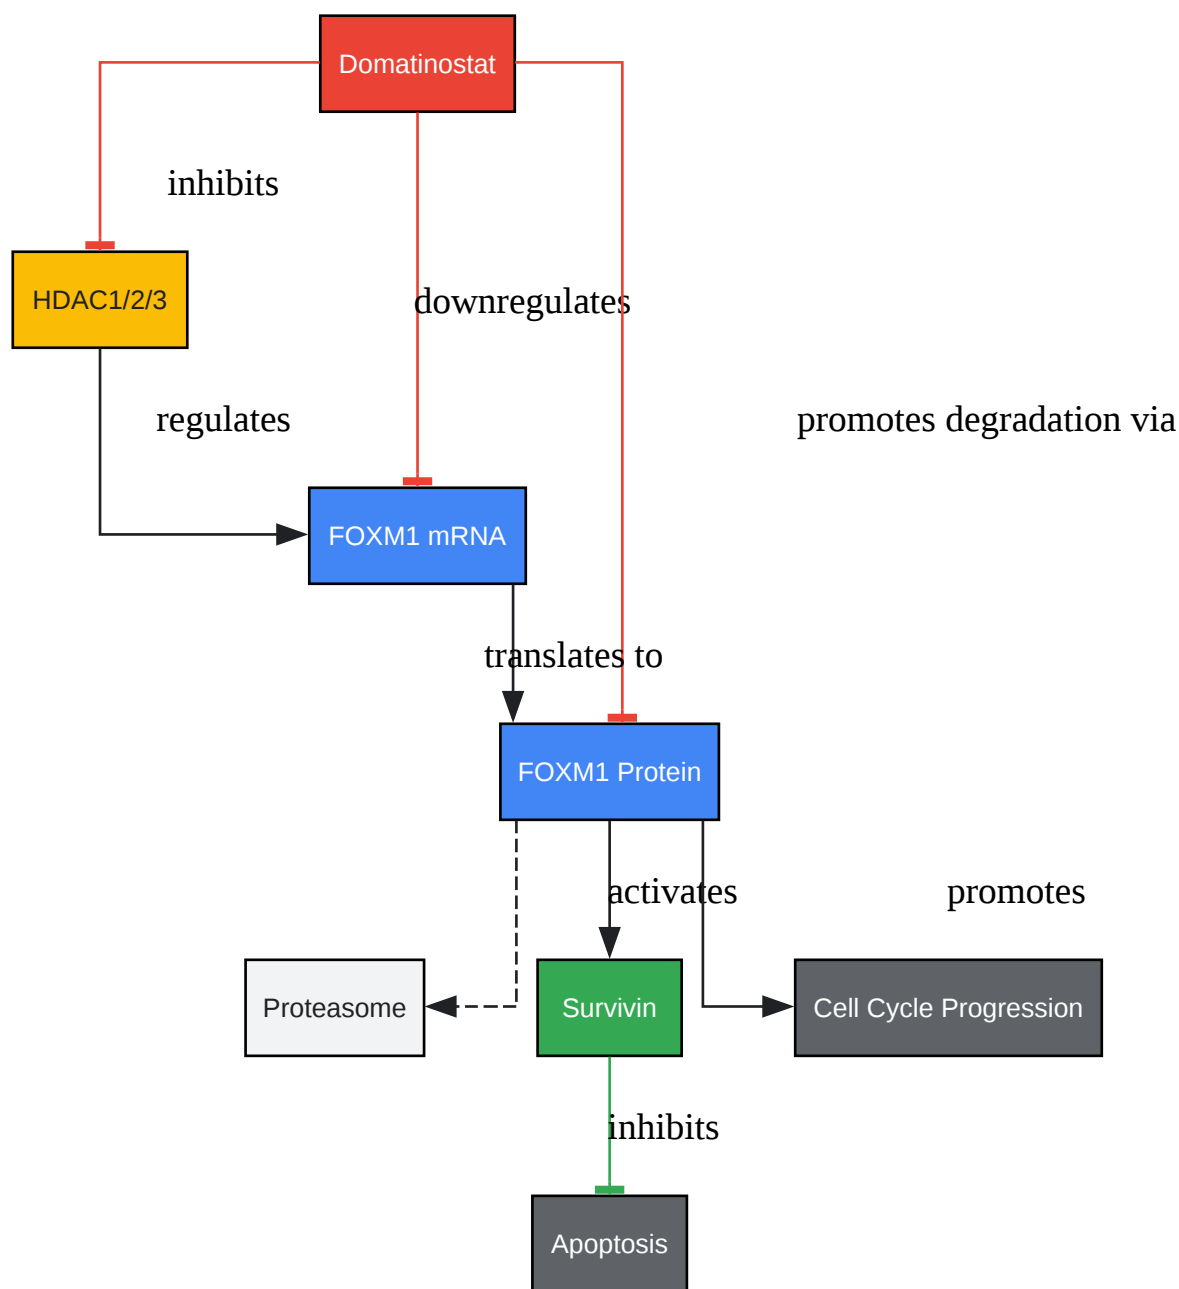 Domatinostat
inhibits
HDAC1/2/3
downregulates
regulates
promotes degradation via
FOXM1 mRNA
translates to
FOXM1 Protein
activates
promotes
Proteasome
Survivin
Cell Cycle Progression
inhibits
Apoptosis